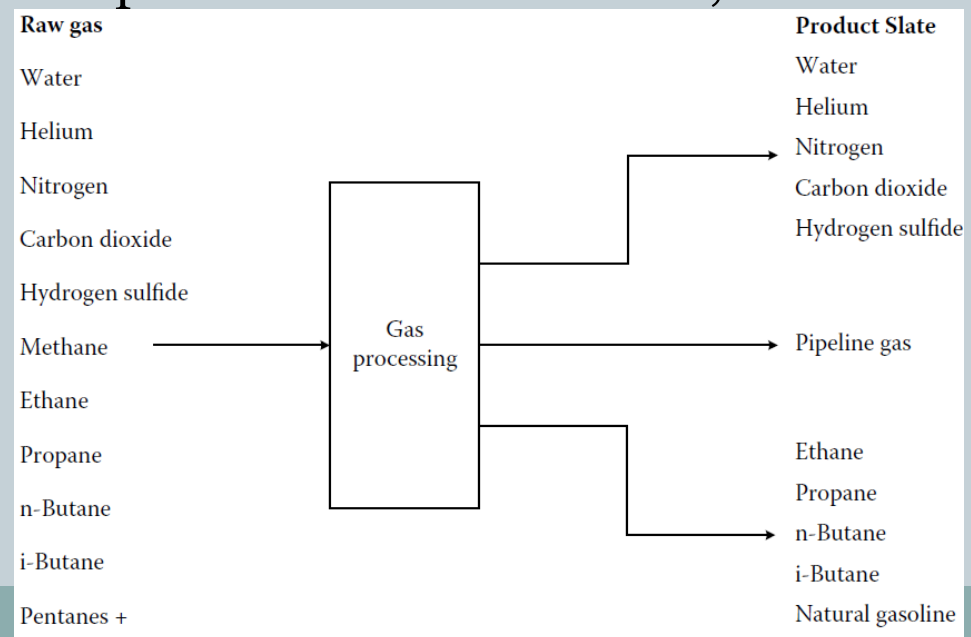 Raw gas
Water
Helium
Nitrogen
Carbon dioxide
Hydrogen sulfide
Methane
Ethane
Propane
n-Butane
i-Butane
Pentanes +
Gas
processing
Product Slate
Water
Helium
Nitrogen
Carbon dioxide
Hydrogen sulfide
Pipeline gas
Ethane
Propane
n-Butane
i-Butane
Natural gasoline